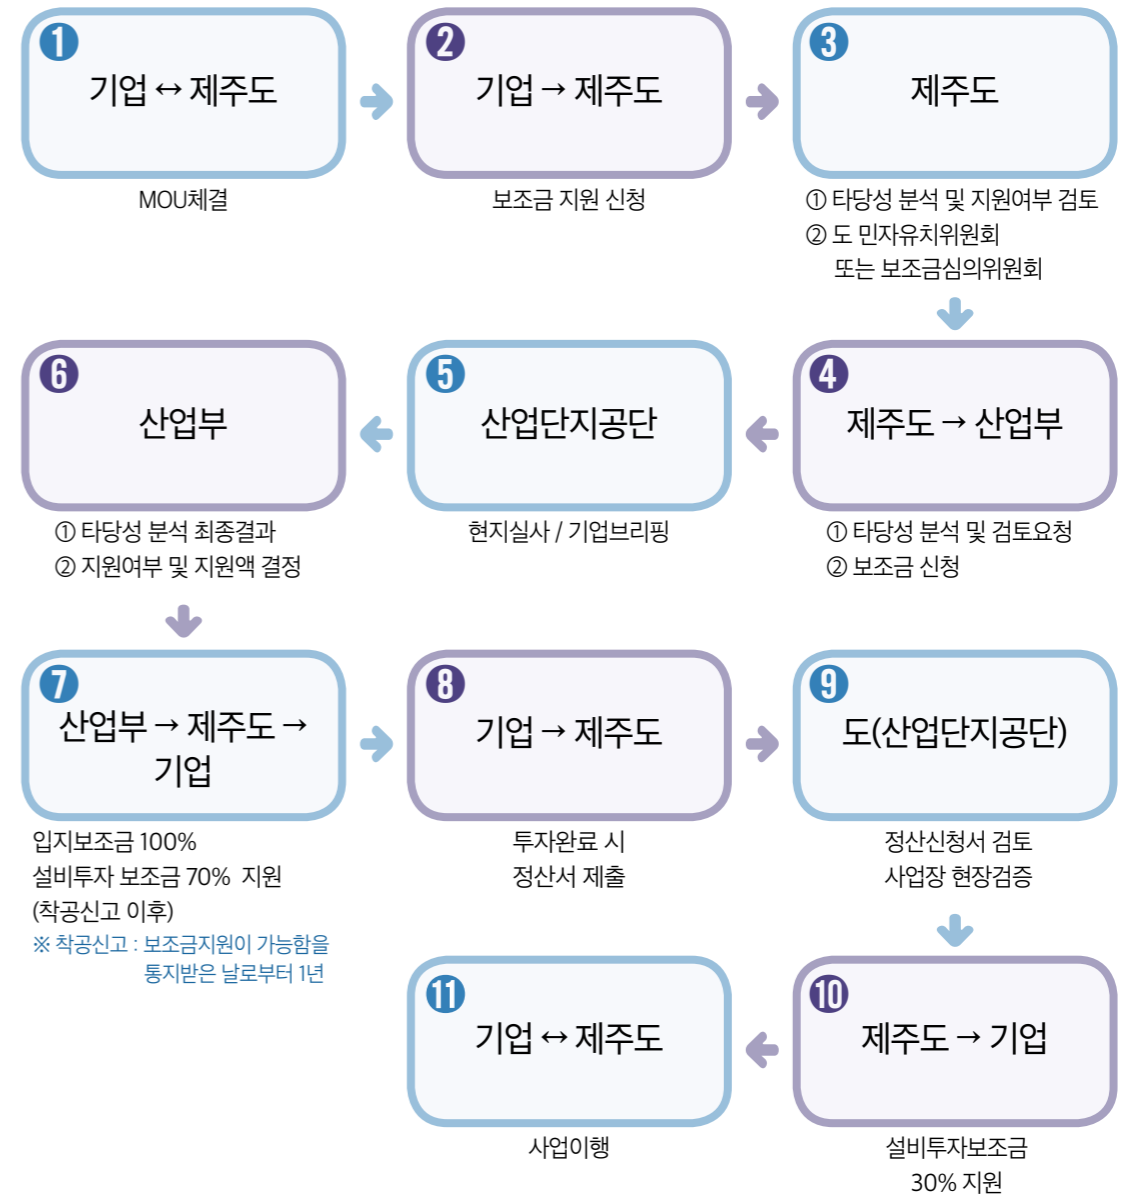 1
기업 ↔ 제주도
MOU체결
2
기업 → 제주도
보조금 지원 신청
3
제주도
① 타당성 분석 및 지원여부 검토
② 도 민자유치위원회
또는 보조금심의위원회
4
제주도 → 산업부
① 타당성 분석 및 검토요청
② 보조금 신청
5
산업단지공단
현지실사 / 기업브리핑
6
산업부
① 타당성 분석 최종결과
② 지원여부 및 지원액 결정
7
산업부 → 제주도 →
기업
입지보조금 100%
설비투자 보조금 70% 지원
(착공신고 이후)
※ 착공신고 : 보조금지원이 가능함을
통지받은 날로부터 1년
8
기업 → 제주도
투자완료 시
정산서 제출
9
도(산업단지공단)
정산신청서 검토
사업장 현장검증
10
제주도 → 기업
설비투자보조금
30% 지원
11
기업 ↔ 제주도
사업이행